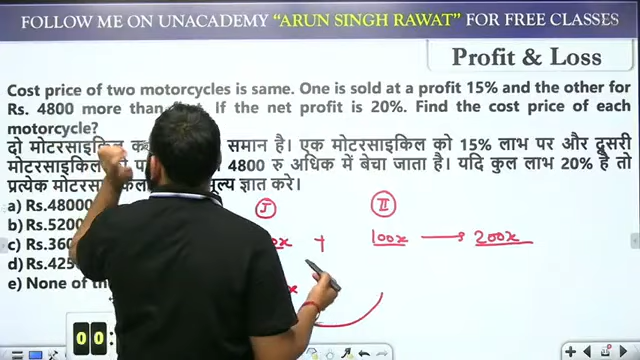 FOLLOW ME ON UNACADEMY “ARUN SINGH RAWAT” FOR FREE CLASSES
Profit & Loss
Cost price of two motorcycles is same. One is sold at a profit 15% and the other for
Rs. 4800 more than If the net profit is 20%. Find the cost price of each
motorcycle?
दो मोटरसाइकिल समान है। एक मोटरसाइकिल को 15% लाभ पर और दूसरी
मोटरसाइकिल 4800 रु अधिक में बेचा जाता है। यदि कुल लाभ 20% है तो
प्रत्येक मूल्य ज्ञात करे।
a) Rs.48000
I II
b) Rs.5200
+ 100x → 200x
c) Rs.360
d) Rs.425
e) None of
00